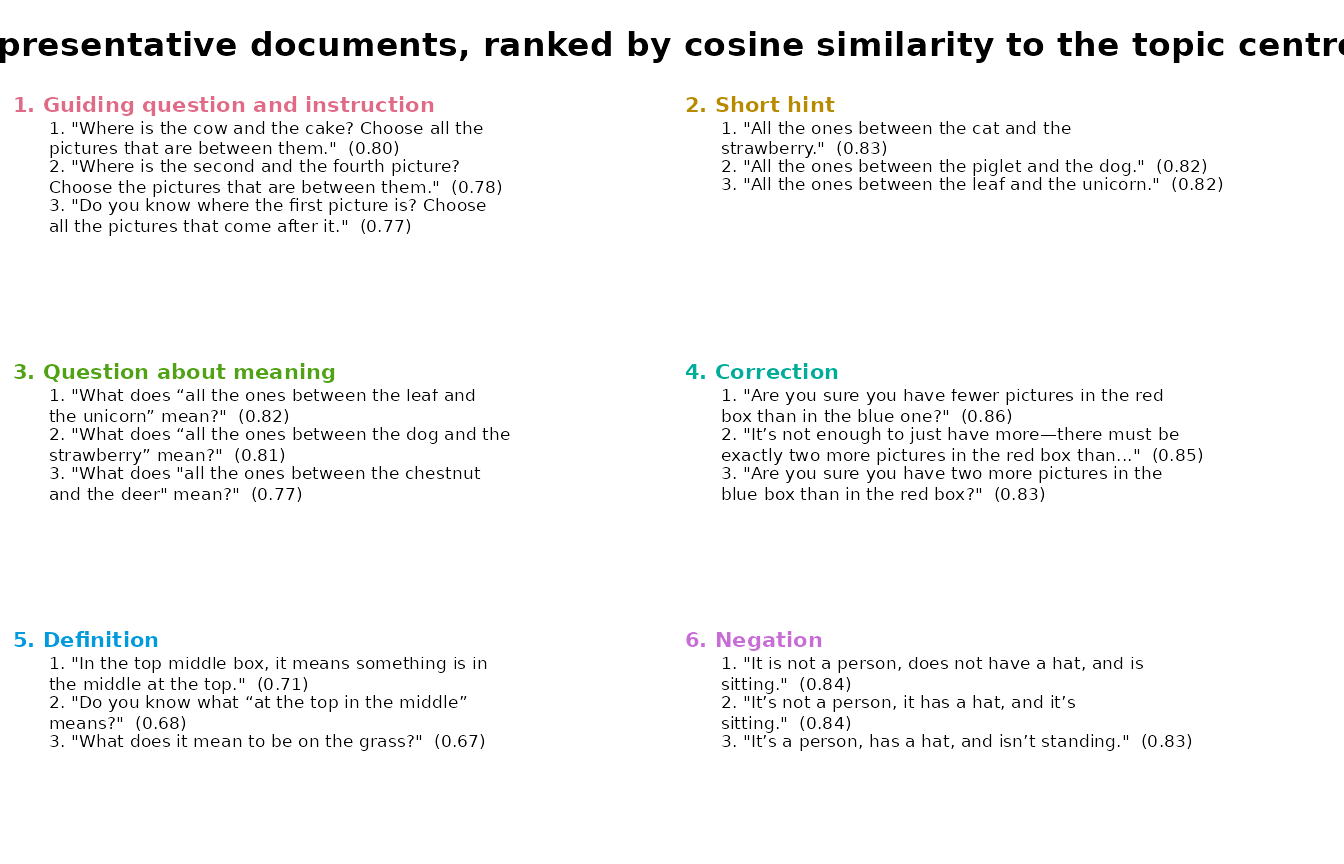 presentative documents, ranked by cosine similarity to the topic centr
1. Guiding question and instruction
1. "Where is the cow and the cake? Choose all the
pictures that are between them."  (0.80)
2. "Where is the second and the fourth picture?
Choose the pictures that are between them."  (0.78)
3. "Do you know where the first picture is? Choose
all the pictures that come after it."  (0.77)
2. Short hint
1. "All the ones between the cat and the
strawberry."  (0.83)
2. "All the ones between the piglet and the dog."  (0.82)
3. "All the ones between the leaf and the unicorn."  (0.82)
3. Question about meaning
1. "What does “all the ones between the leaf and
the unicorn” mean?"  (0.82)
2. "What does “all the ones between the dog and the
strawberry” mean?"  (0.81)
3. "What does "all the ones between the chestnut
and the deer" mean?"  (0.77)
4. Correction
1. "Are you sure you have fewer pictures in the red
box than in the blue one?"  (0.86)
2. "It’s not enough to just have more—there must be
exactly two more pictures in the red box than..."  (0.85)
3. "Are you sure you have two more pictures in the
blue box than in the red box?"  (0.83)
5. Definition
1. "In the top middle box, it means something is in
the middle at the top."  (0.71)
2. "Do you know what “at the top in the middle”
means?"  (0.68)
3. "What does it mean to be on the grass?"  (0.67)
6. Negation
1. "It is not a person, does not have a hat, and is
sitting."  (0.84)
2. "It’s not a person, it has a hat, and it’s
sitting."  (0.84)
3. "It’s a person, has a hat, and isn’t standing."  (0.83)